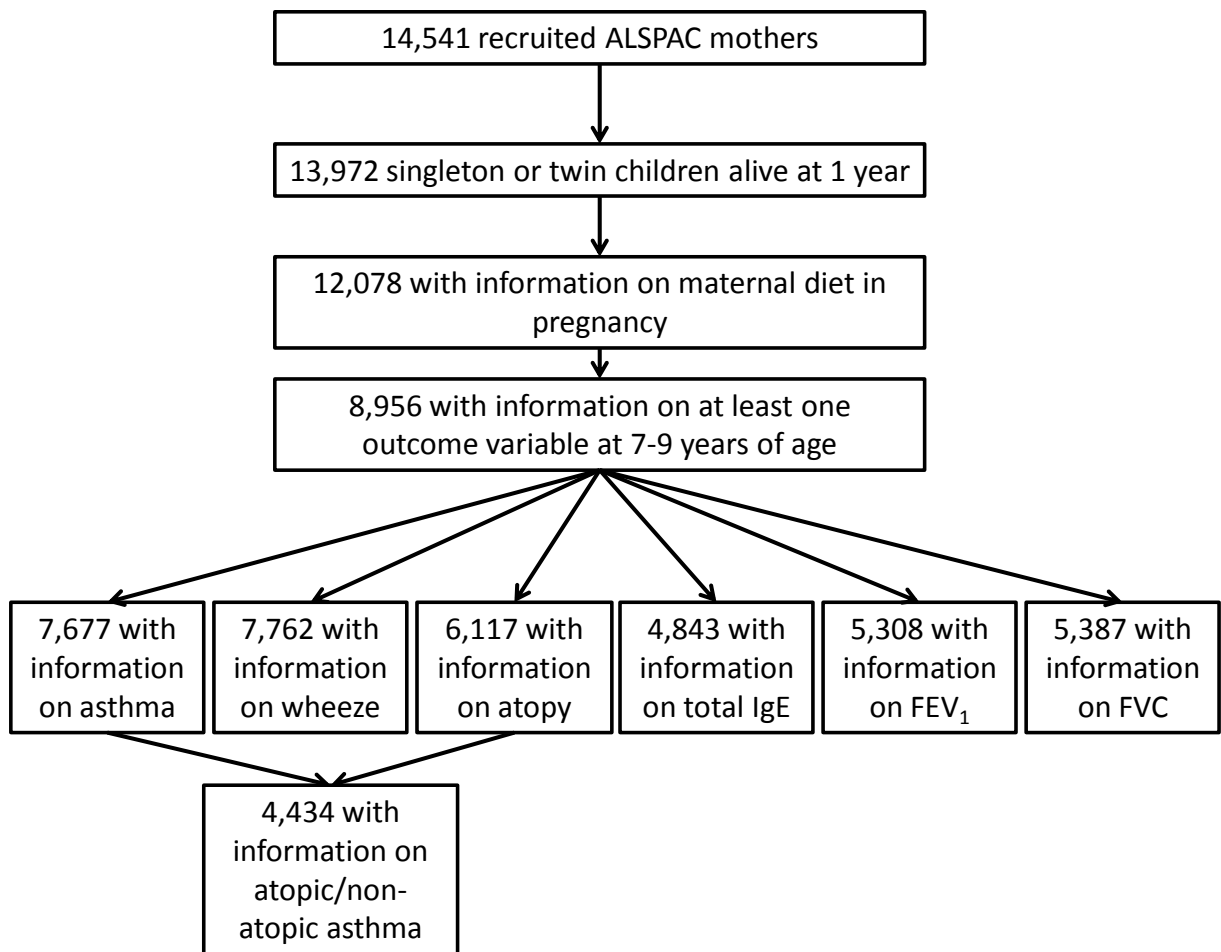 14,541 recruited ALSPAC mothers
13,972 singleton or twin children alive at 1 year
12,078 with information on maternal diet in
pregnancy
8,956 with information on at least one
outcome variable at 7-9 years of age
7,677 with
information
on asthma
7,762 with
information
on wheeze
6,117 with
information
on atopy
4,843 with
information
on total IgE
5,308 with
information
on FEV₁
5,387 with
information
on FVC
4,434 with
information on
atopic/non-
atopic asthma